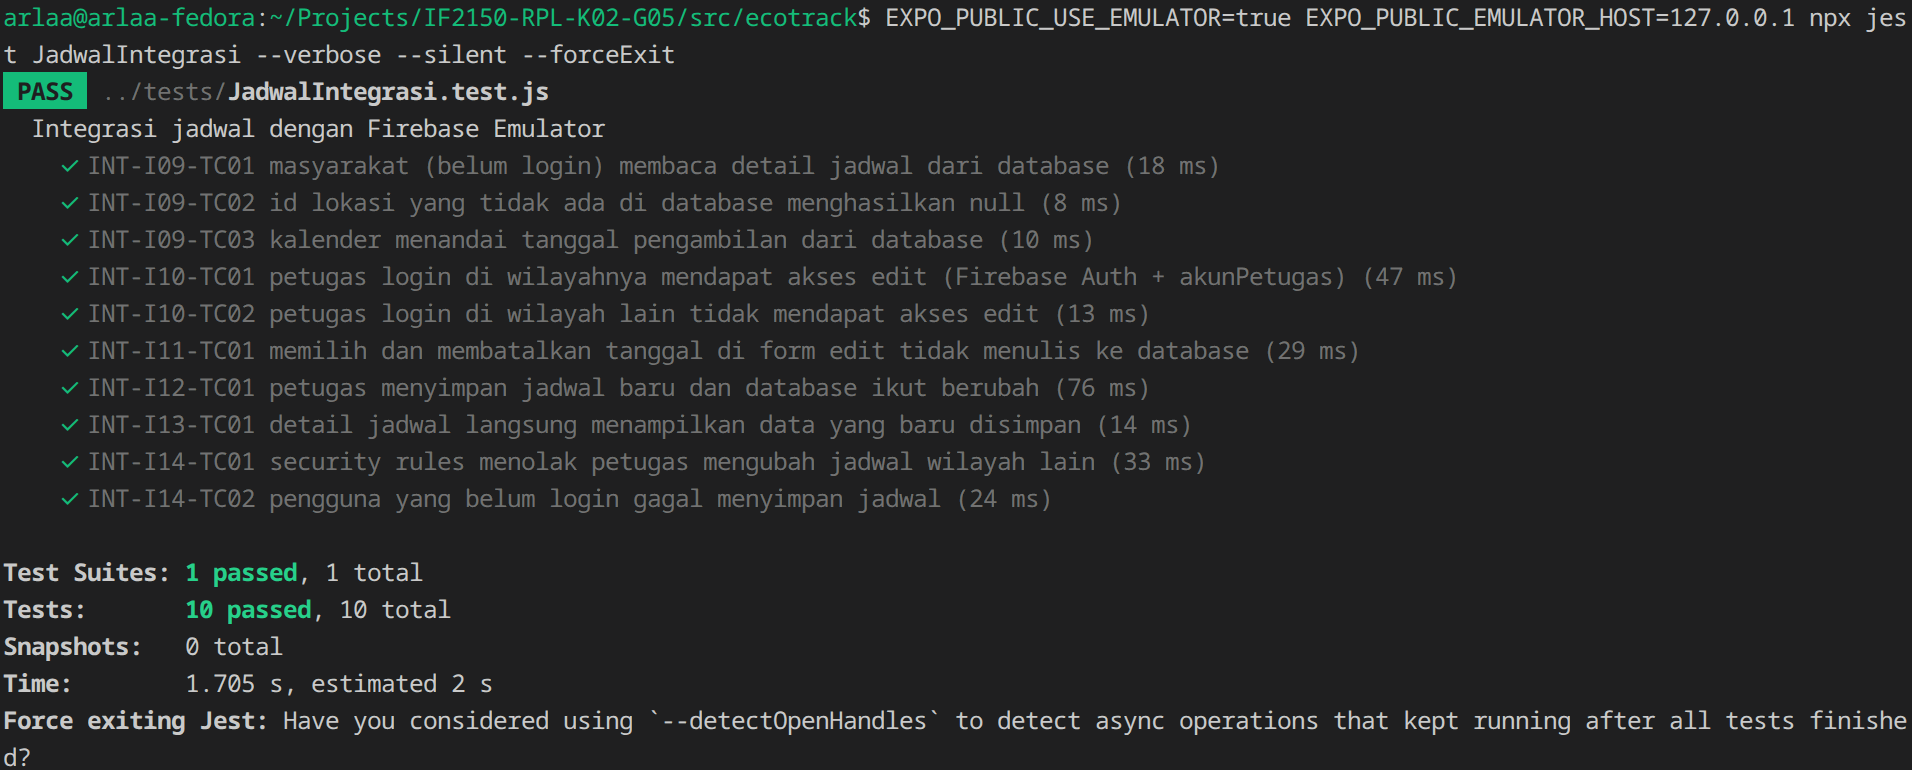 arlaa@arlaa-fedora:~/Projects/IF2150-RPL-K02-G05/src/ecotrack$ EXPO_PUBLIC_USE_EMULATOR=true EXPO_PUBLIC_EMULATOR_HOST=127.0.0.1 npx jes
t JadwalIntegrasi --verbose --silent --forceExit
PASS ../tests/JadwalIntegrasi.test.js
Integrasi jadwal dengan Firebase Emulator
✓ INT-I09-TC01 masyarakat (belum login) membaca detail jadwal dari database (18 ms)
✓ INT-I09-TC02 id lokasi yang tidak ada di database menghasilkan null (8 ms)
✓ INT-I09-TC03 kalender menandai tanggal pengambilan dari database (10 ms)
✓ INT-I10-TC01 petugas login di wilayahnya mendapat akses edit (Firebase Auth + akunPetugas) (47 ms)
✓ INT-I10-TC02 petugas login di wilayah lain tidak mendapat akses edit (13 ms)
✓ INT-I11-TC01 memilih dan membatalkan tanggal di form edit tidak menulis ke database (29 ms)
✓ INT-I12-TC01 petugas menyimpan jadwal baru dan database ikut berubah (76 ms)
✓ INT-I13-TC01 detail jadwal langsung menampilkan data yang baru disimpan (14 ms)
✓ INT-I14-TC01 security rules menolak petugas mengubah jadwal wilayah lain (33 ms)
✓ INT-I14-TC02 pengguna yang belum login gagal menyimpan jadwal (24 ms)
Test Suites: 1 passed, 1 total
Tests: 10 passed, 10 total
Snapshots: 0 total
Time: 1.705 s, estimated 2 s
Force exiting Jest: Have you considered using `--detectOpenHandles` to detect async operations that kept running after all tests finishe
d?